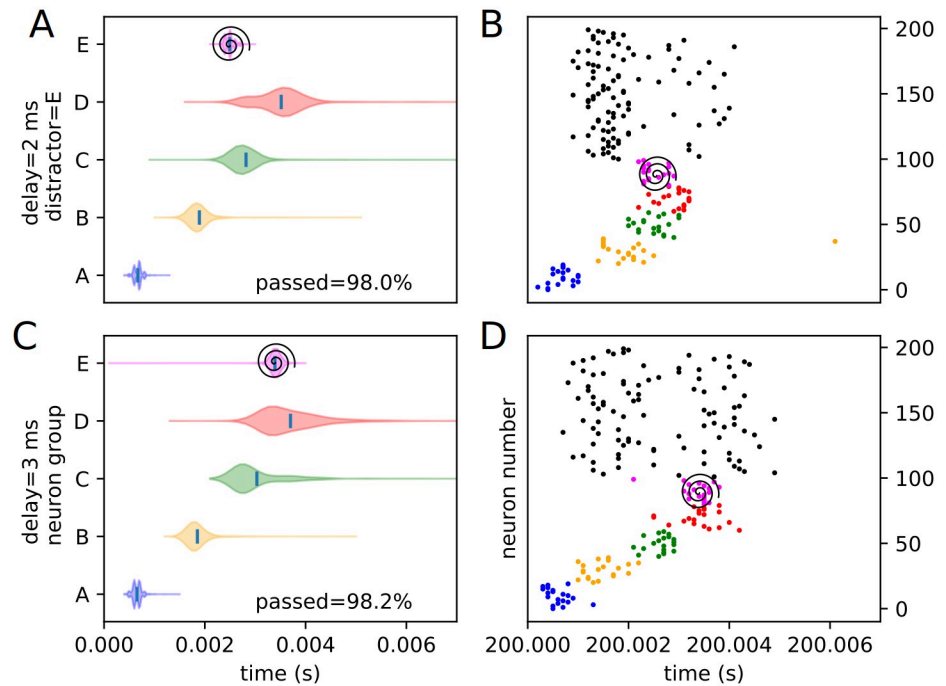 A
B
delay=2 ms
distractor=E
E
D
C
B
A
passed=98.0%
200
150
100
50
0
C
D
delay=3 ms
neuron group
E
D
C
B
A
passed=98.2%
0.000
0.002
0.004
0.006
time (s)
neuron number
200
150
100
50
0
200.000
200.002
200.004
200.006
time (s)